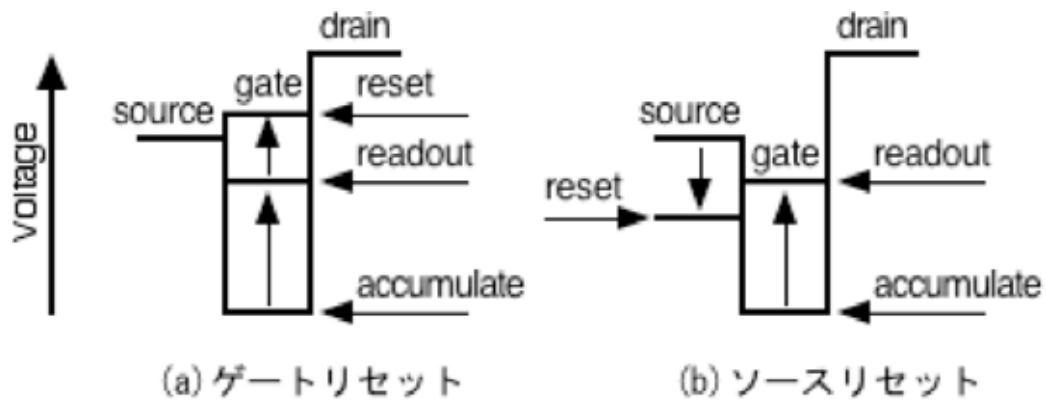 voltage
source
gate
drain
reset
readout
accumulate
(a) ゲートリセット
source
reset
gate
drain
readout
accumulate
(b) ソースリセット